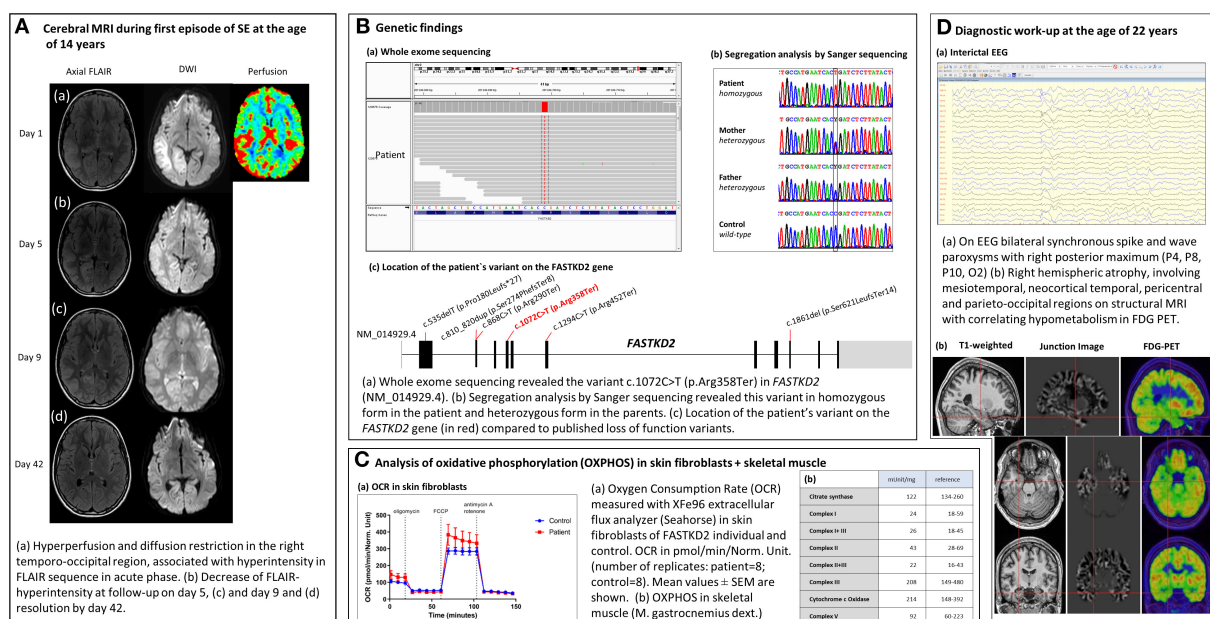 A Cerebral MRI during first episode of SE at the age
of 14 years
Axial FLAIR
DWI
Perfusion
(a)
Day 1
(b)
Day 5
(c)
Day 9
(d)
Day 42
(a) Hyperperfusion and diffusion restriction in the right
temporo-occipital region, associated with hyperintensity in
FLAIR sequence in acute phase. (b) Decrease of FLAIR-
hyperintensity at follow-up on day 5, (c) and day 9 and (d)
resolution by day 42.
B Genetic findings
(a) Whole exome sequencing
Patient
(b) Segregation analysis by Sanger sequencing
Patient
homozygous
Mother
heterozygous
Father
heterozygous
Control
wild-type
(c) Location of the patient`s variant on the FASTKD2 gene
NM_014929.4
c.535delT (p.Pro180Leufs*27)
c.810_820dup (p.Ser274PhefsTer8)
c.868C>T (p.Arg290Ter)
c.1072C>T (p.Arg358Ter)
c.1294C>T (p.Arg452Ter)
FASTKD2
c.1861del (p.Ser621LeufsTer14)
(a) Whole exome sequencing revealed the variant c.1072C>T (p.Arg358Ter) in FASTKD2
(NM_014929.4). (b) Segregation analysis by Sanger sequencing revealed this variant in homozygous
form in the patient and heterozygous form in the parents. (c) Location of the patient's variant on the
FASTKD2 gene (in red) compared to published loss of function variants.
C Analysis of oxidative phosphorylation (OXPHOS) in skin fibroblasts + skeletal muscle
(a) OCR in skin fibroblasts
oligomycin
FCCP
antimycin A
rotenone
Control
Patient
OCR (pmol/min/Norm. Unit)
500
400
300
200
100
0
0 50 100 150
Time (minutes)
(a) Oxygen Consumption Rate (OCR)
measured with XFe96 extracellular
flux analyzer (Seahorse) in skin
fibroblasts of FASTKD2 individual and
control. OCR in pmol/min/Norm. Unit.
(number of replicates: patient=8;
control=8). Mean values ± SEM are
shown. (b) OXPHOS in skeletal
muscle (M. gastrocnemius dext.)
(b) mUnit/mg reference
Citrate synthase 122 134-260
Complex I 24 18-59
Complex I+ III 26 18-45
Complex II 43 28-69
Complex II+III 22 16-43
Complex III 208 149-480
Cytochrome c Oxidase 214 148-392
Complex V 92 60-223
D Diagnostic work-up at the age of 22 years
(a) Interictal EEG
(a) On EEG bilateral synchronous spike and wave
paroxysms with right posterior maximum (P4, P8,
P10, O2) (b) Right hemispheric atrophy, involving
mesiotemporal, neocortical temporal, pericentral
and parieto-occipital regions on structural MRI
with correlating hypometabolism in FDG PET.
(b) T1-weighted Junction Image FDG-PET